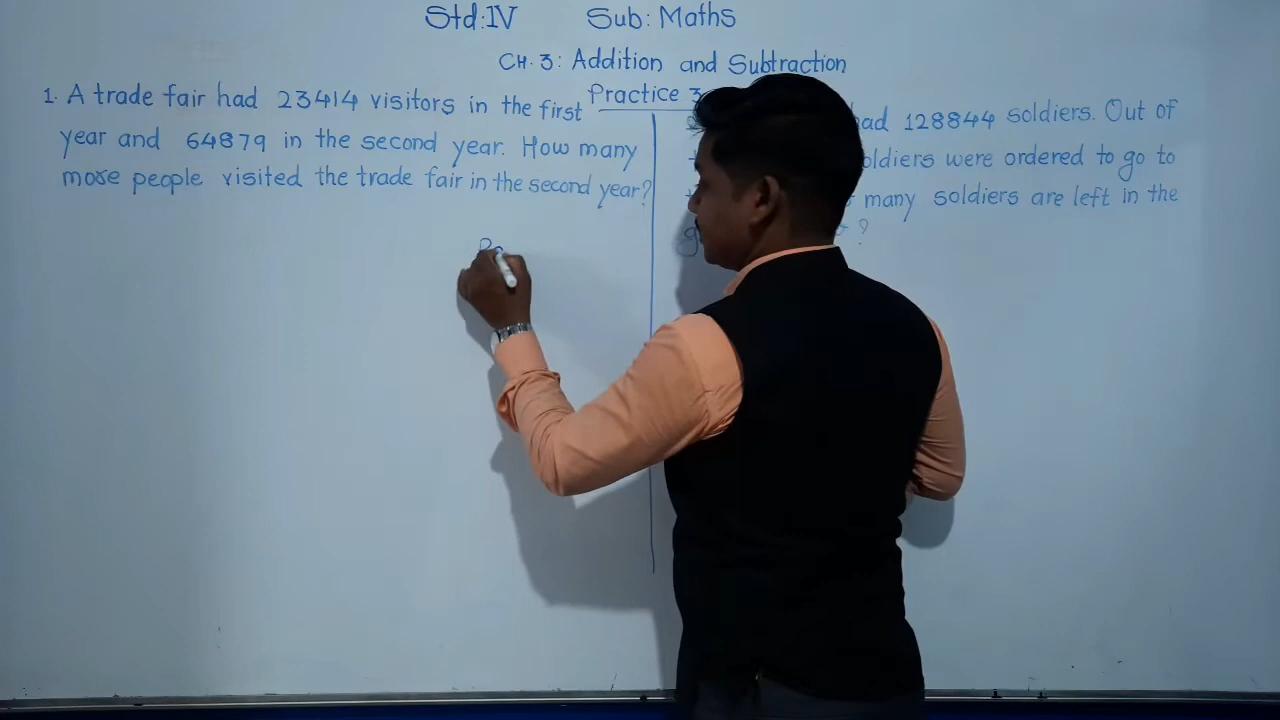 Std: IV Sub: Maths
CH. 3: Addition and Subtraction
Practice 3
1. A trade fair had 23414 visitors in the first
year and 64879 in the second year. How many
more people visited the trade fair in the second year?
had 128844 soldiers. Out of
soldiers were ordered to go to
many soldiers are left in the
?